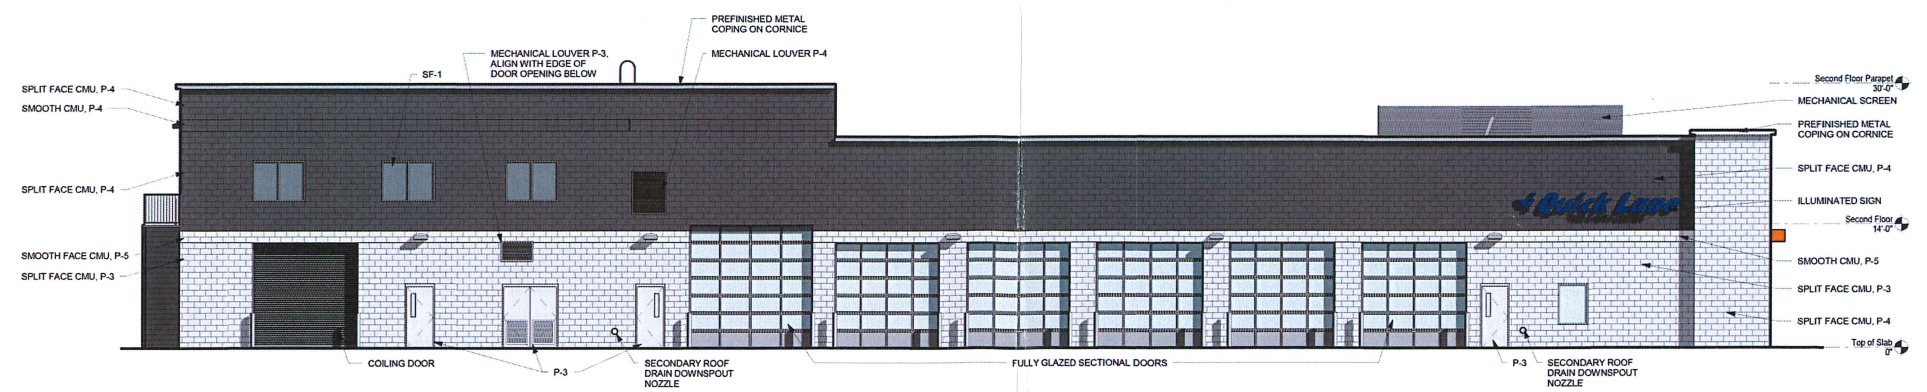 PREFINISHED METAL
COPING ON CORNICE
MECHANICAL LOUVER P-3,
ALIGN WITH EDGE OF
DOOR OPENING BELOW
MECHANICAL LOUVER P-4
SF-1
SPLIT FACE CMU, P-4
SMOOTH CMU, P-4
SPLIT FACE CMU, P-4
SMOOTH FACE CMU, P-5
SPLIT FACE CMU, P-3
Second Floor Parapet
30'-0"
MECHANICAL SCREEN
PREFINISHED METAL
COPING ON CORNICE
SPLIT FACE CMU, P-4
ILLUMINATED SIGN
Quick Lane
Second Floor
14'-0"
SMOOTH CMU, P-5
SPLIT FACE CMU, P-3
SPLIT FACE CMU, P-4
Top of Slab
0"
COILING DOOR
P-3
SECONDARY ROOF
DRAIN DOWNSPOUT
NOZZLE
FULLY GLAZED SECTIONAL DOORS
P-3
SECONDARY ROOF
DRAIN DOWNSPOUT
NOZZLE